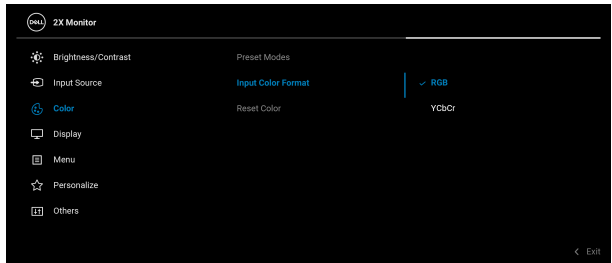 DELL 2X Monitor
Brightness/Contrast Preset Modes
Input Source Input Color Format RGB
Color Reset Color YCbCr
Display
Menu
Personalize
Others
Exit